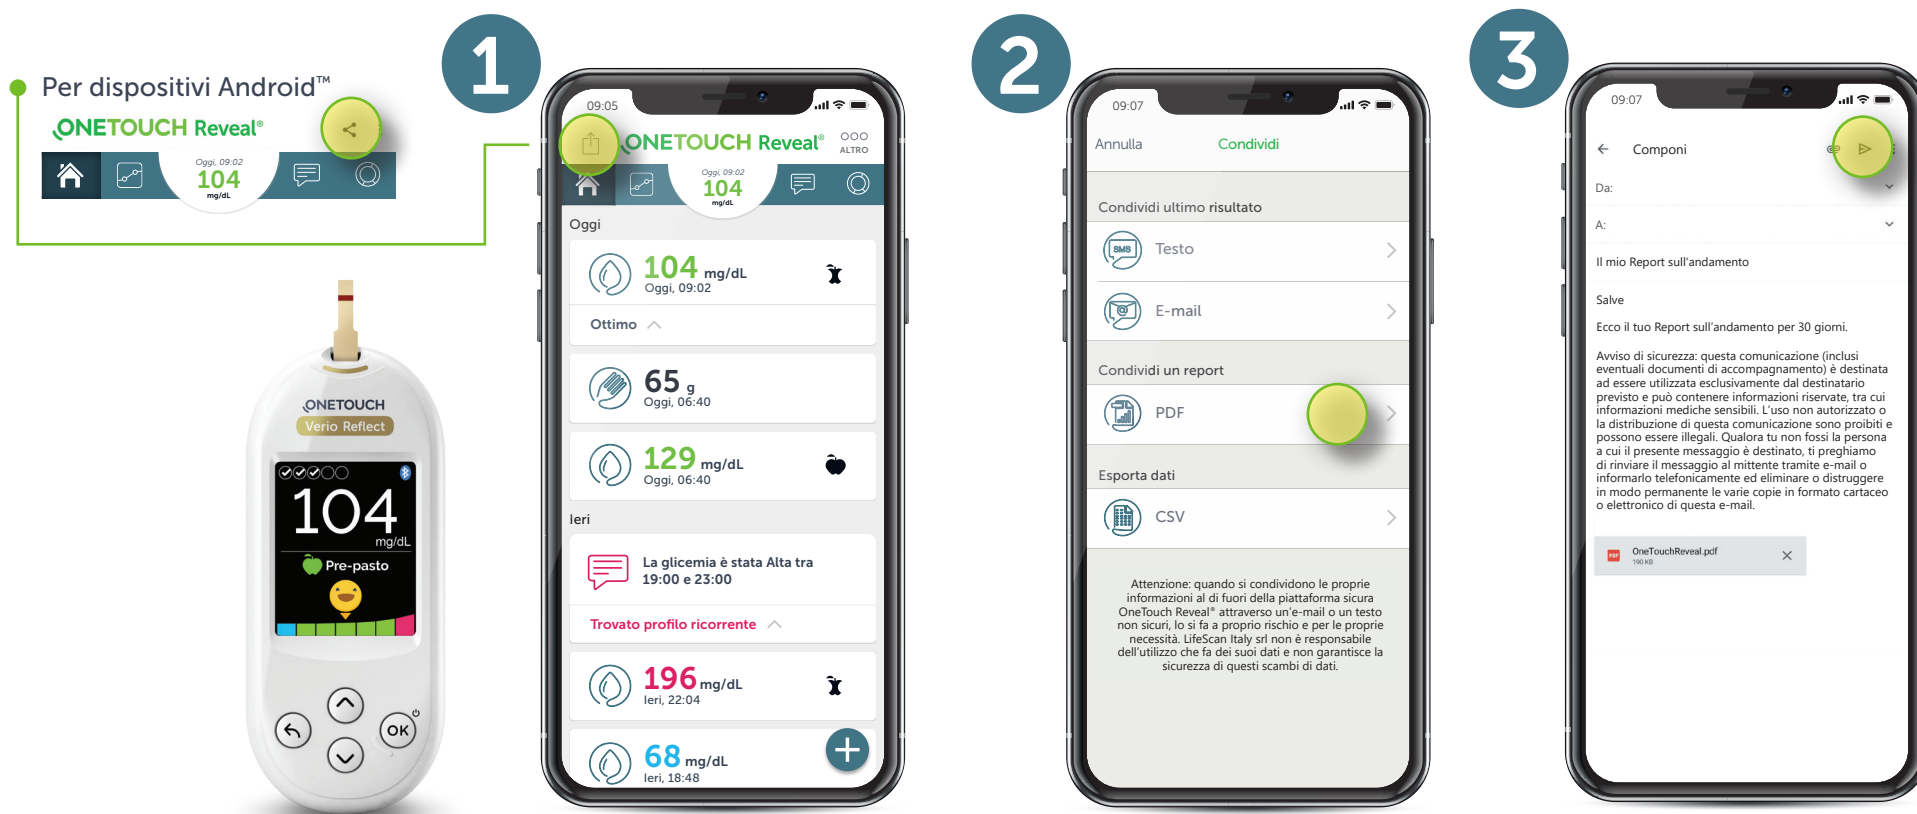 Per dispositivi Android™
ONETOUCH Reveal®
Oggi, 09:02
104
mg/dL
ONETOUCH
Verio Reflect
104
mg/dL
Pre-pasto
OK
1
09:05
ONETOUCH Reveal®
ALTRO
Oggi, 09:02
104
mg/dL
Oggi
104 mg/dL
Oggi, 09:02
Ottimo
65 g
Oggi, 06:40
129 mg/dL
Oggi, 06:40
Ieri
La glicemia è stata Alta tra
19:00 e 23:00
Trovato profilo ricorrente
196 mg/dL
Ieri, 22:04
68 mg/dL
Ieri, 18:48
2
09:07
Annulla
Condividi
Condividi ultimo risultato
SMS
Testo
E-mail
Condividi un report
PDF
Esporta dati
CSV
Attenzione: quando si condividono le proprie
informazioni al di fuori della piattaforma sicura
OneTouch Reveal® attraverso un'e-mail o un testo
non sicuri, lo si fa a proprio rischio e per le proprie
necessità. LifeScan Italy srl non è responsabile
dell'utilizzo che fa dei suoi dati e non garantisce la
sicurezza di questi scambi di dati.
3
09:07
Componi
Da:
A:
Il mio Report sull'andamento
Salve
Ecco il tuo Report sull'andamento per 30 giorni.
Avviso di sicurezza: questa comunicazione (inclusi
eventuali documenti di accompagnamento) è destinata
ad essere utilizzata esclusivamente dal destinatario
previsto e può contenere informazioni riservate, tra cui
informazioni mediche sensibili. L'uso non autorizzato o
la distribuzione di questa comunicazione sono proibiti e
possono essere illegali. Qualora tu non fossi la persona
a cui il presente messaggio è destinato, ti preghiamo
di rinviare il messaggio al mittente tramite e-mail o
informarlo telefonicamente ed eliminare o distruggere
in modo permanente le varie copie in formato cartaceo
o elettronico di questa e-mail.
PDF
OneTouchReveal.pdf
190 KB